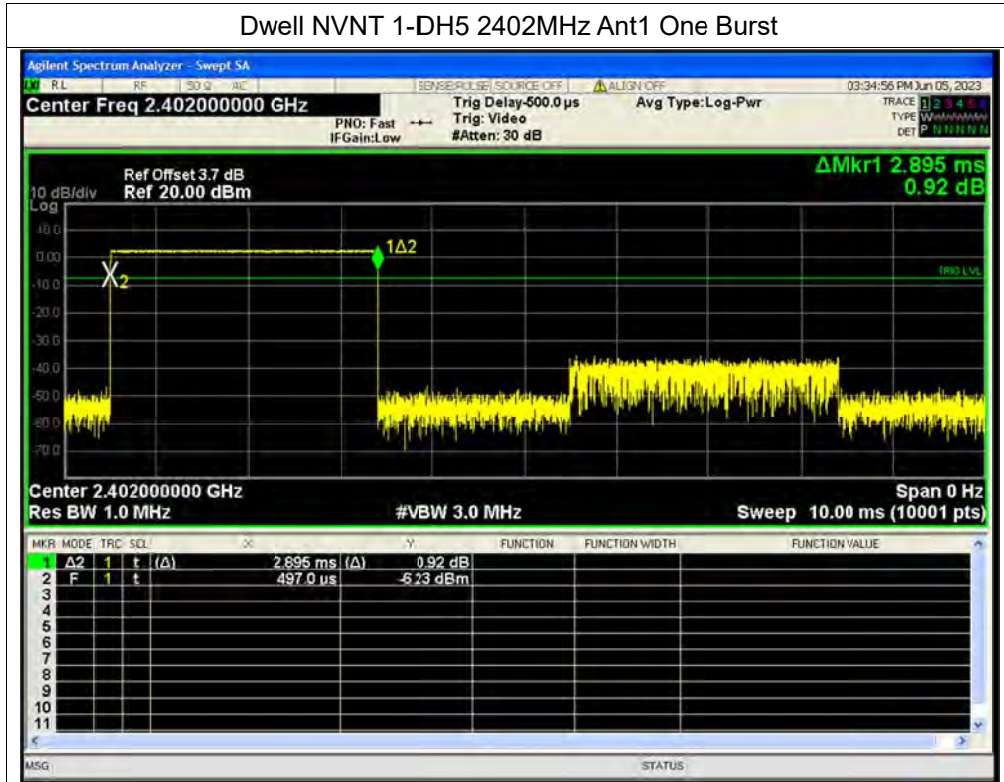 Dwell NVNT 1-DH5 2402MHz Ant1 One Burst
Agilent Spectrum Analyzer - Swept SA
RL RF 50 Ω AC SENSE:PULSE SOURCE OFF ALIGN OFF 03:34:56 PM Jun 05, 2023
Center Freq 2.402000000 GHz Trig Delay-500.0 µs Avg Type:Log-Pwr TRACE 1 2 3 4 5 6
PNO: Fast Trig: Video TYPE W
IFGain:Low #Atten: 30 dB DET P N N N N N
ΔMkr1 2.895 ms
0.92 dB
Ref Offset 3.7 dB
10 dB/div Ref 20.00 dBm
Log
10.0
0.00
-10.0
-20.0
-30.0
-40.0
-50.0
-60.0
-70.0
1Δ2
X2
TRIG LVL
Center 2.402000000 GHz Span 0 Hz
Res BW 1.0 MHz #VBW 3.0 MHz Sweep 10.00 ms (10001 pts)
MKR MODE TRC SCL X Y FUNCTION FUNCTION WIDTH FUNCTION VALUE
1 Δ2 1 t (Δ) 2.895 ms (Δ) 0.92 dB
2 F 1 t 497.0 µs -6.23 dBm
3
4
5
6
7
8
9
10
11
MSG STATUS